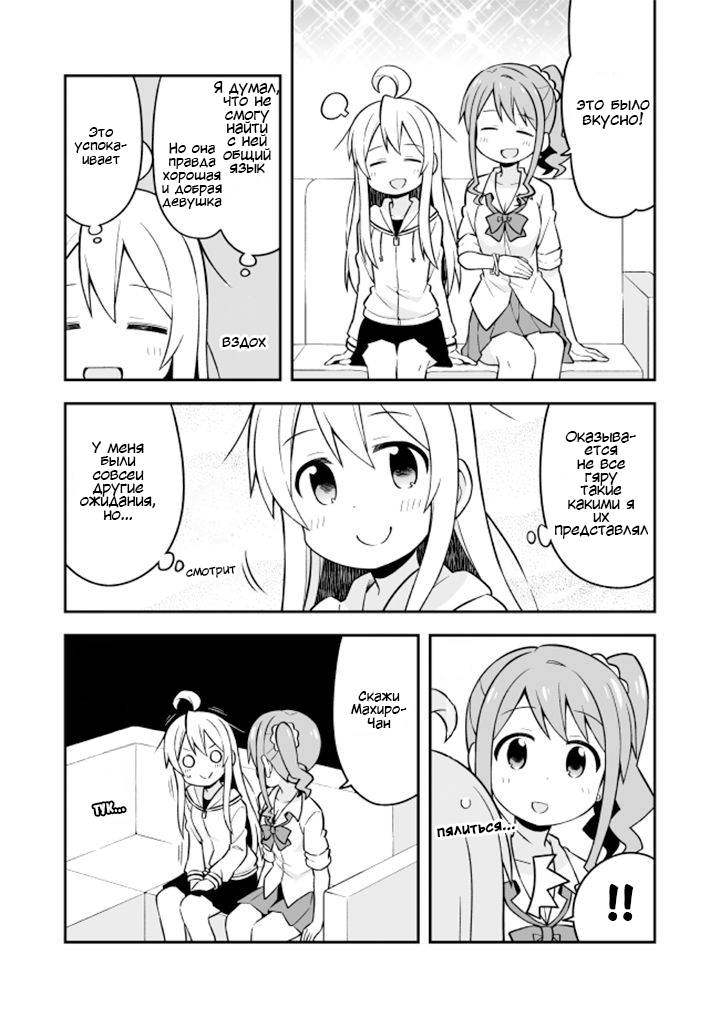 это было
вкусно!
Я думал,
что не
смогу
найти
с ней
общий
язык
Но она
правда
хорошая
и добрая
девушка
Это
успока-
ивает
вздох
Оказыва-
ется
не все
гяру
такие
какими я
их
представлял
У меня
были
совсеи
другие
ожидания,
но...
смотрит
пялиться...
!!
Скажи
Махиро-
Чан
тук...